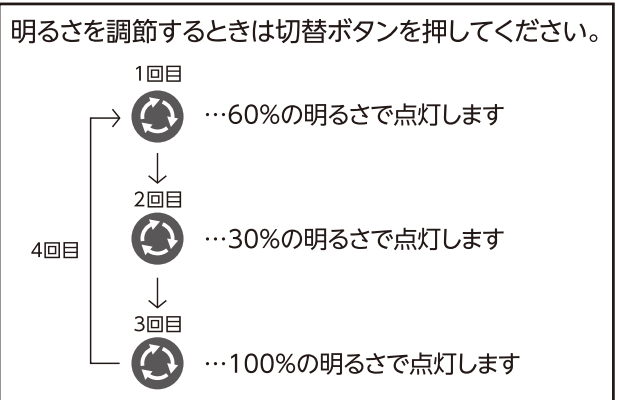 明るさを調節するときは切替ボタンを押してください。
1回目
…60%の明るさで点灯します
2回目
…30%の明るさで点灯します
4回目
3回目
…100%の明るさで点灯します